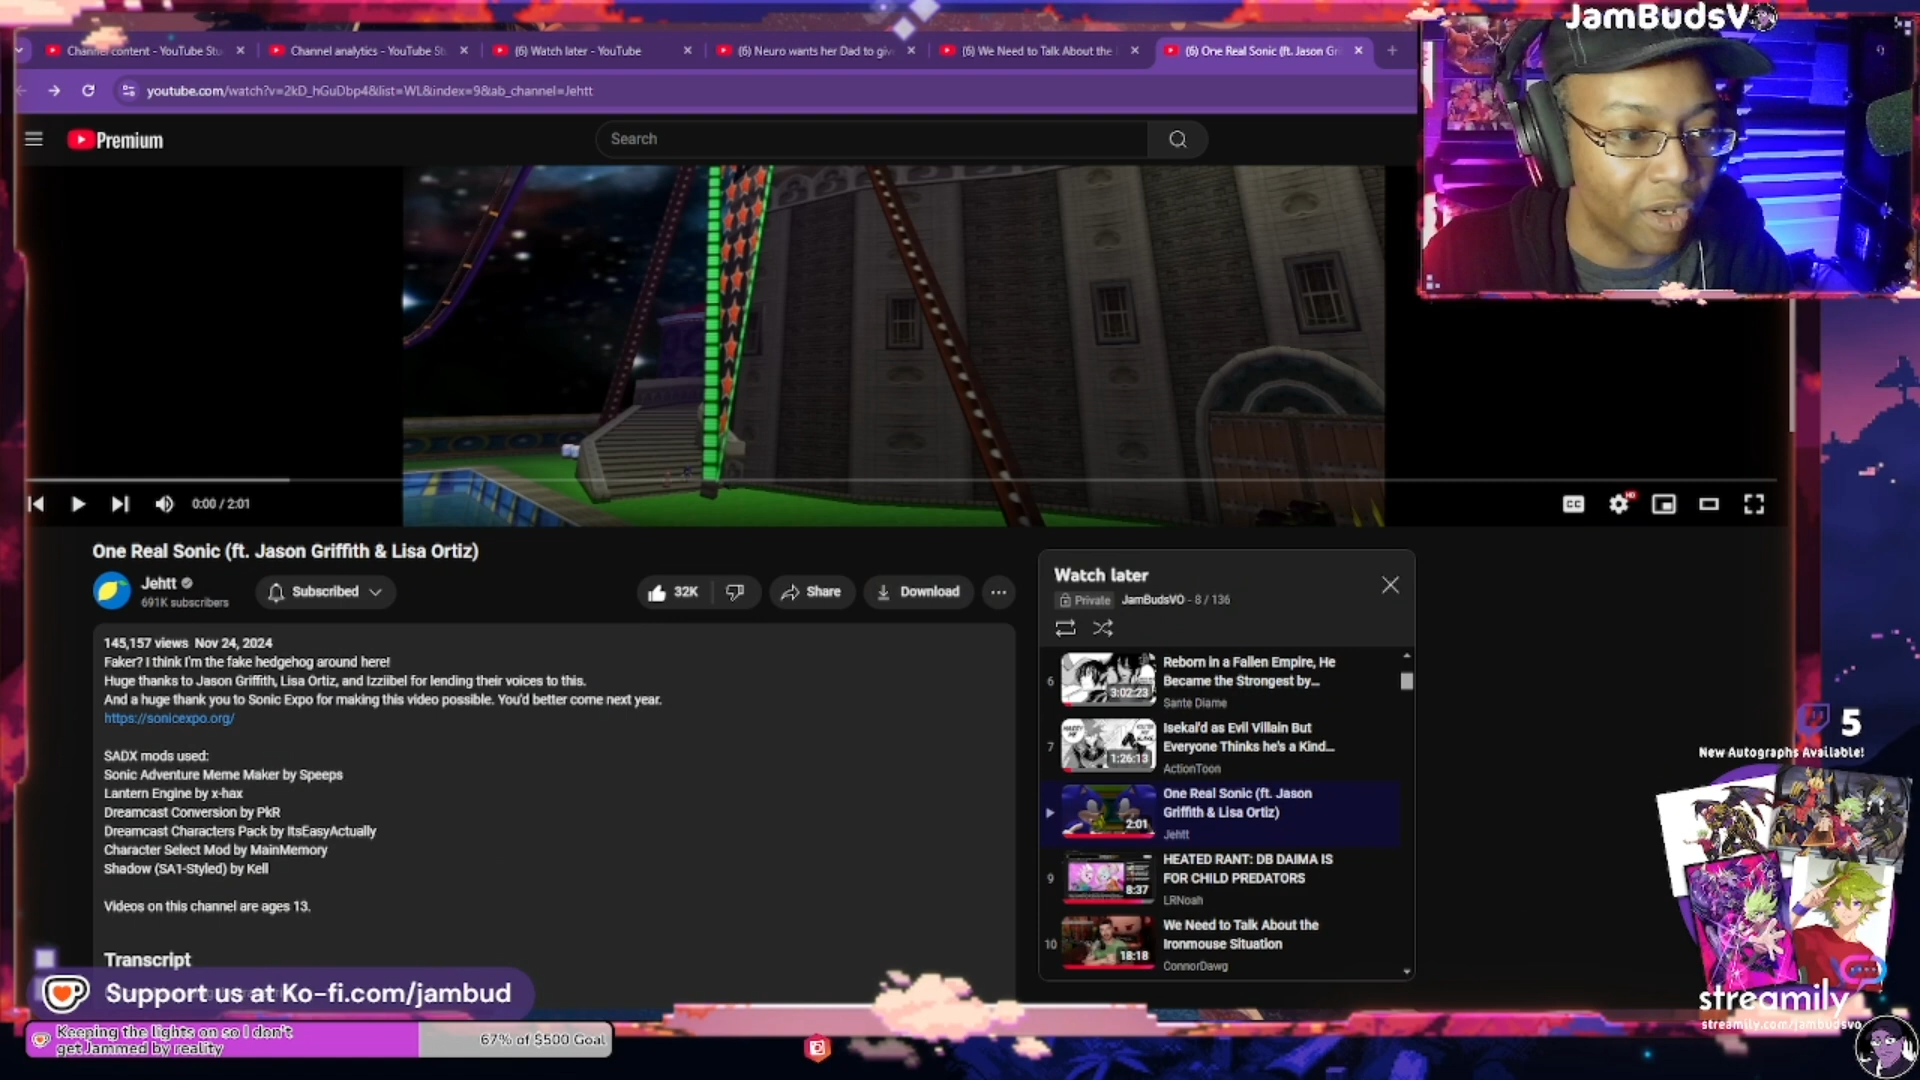 JamBudsV
Channel content - YouTube Stu
Channel analytics - YouTube St
(6) Watch later - YouTube
(6) Neuro wants her Dad to giv
(6) We Need to Talk About the
(6) One Real Sonic (ft. Jason Gr
youtube.com/watch?v=2kD_hGuDbp4&list=WL&index=9&ab_channel=Jehtt
Premium
Search
0:00 / 2:01
CC
HD
One Real Sonic (ft. Jason Griffith & Lisa Ortiz)
Jehtt
691K subscribers
Subscribed
32K
Share
Download
145,157 views Nov 24, 2024
Faker? I think I'm the fake hedgehog around here!
Huge thanks to Jason Griffith, Lisa Ortiz, and Izziibel for lending their voices to this.
And a huge thank you to Sonic Expo for making this video possible. You'd better come next year.
https://sonicexpo.org/
SADX mods used:
Sonic Adventure Meme Maker by Speeps
Lantern Engine by x-hax
Dreamcast Conversion by PkR
Dreamcast Characters Pack by ItsEasyActually
Character Select Mod by MainMemory
Shadow (SA1-Styled) by Kell
Videos on this channel are ages 13.
Transcript
Watch later
Private JamBudsVO - 8 / 136
6
3:02:23
Reborn in a Fallen Empire, He
Became the Strongest by...
Sante Diame
7
1:26:13
Isekai'd as Evil Villain But
Everyone Thinks he's a Kind...
ActionToon
2:01
One Real Sonic (ft. Jason
Griffith & Lisa Ortiz)
Jehtt
9
8:37
HEATED RANT: DB DAIMA IS
FOR CHILD PREDATORS
LRNoah
10
18:18
We Need to Talk About the
Ironmouse Situation
ConnorDawg
5
New Autographs Available!
streamily
streamily.com/jambudsvo
Support us at Ko-fi.com/jambud
Keeping the lights on so I don't
get Jammed by reality
67% of $500 Goal